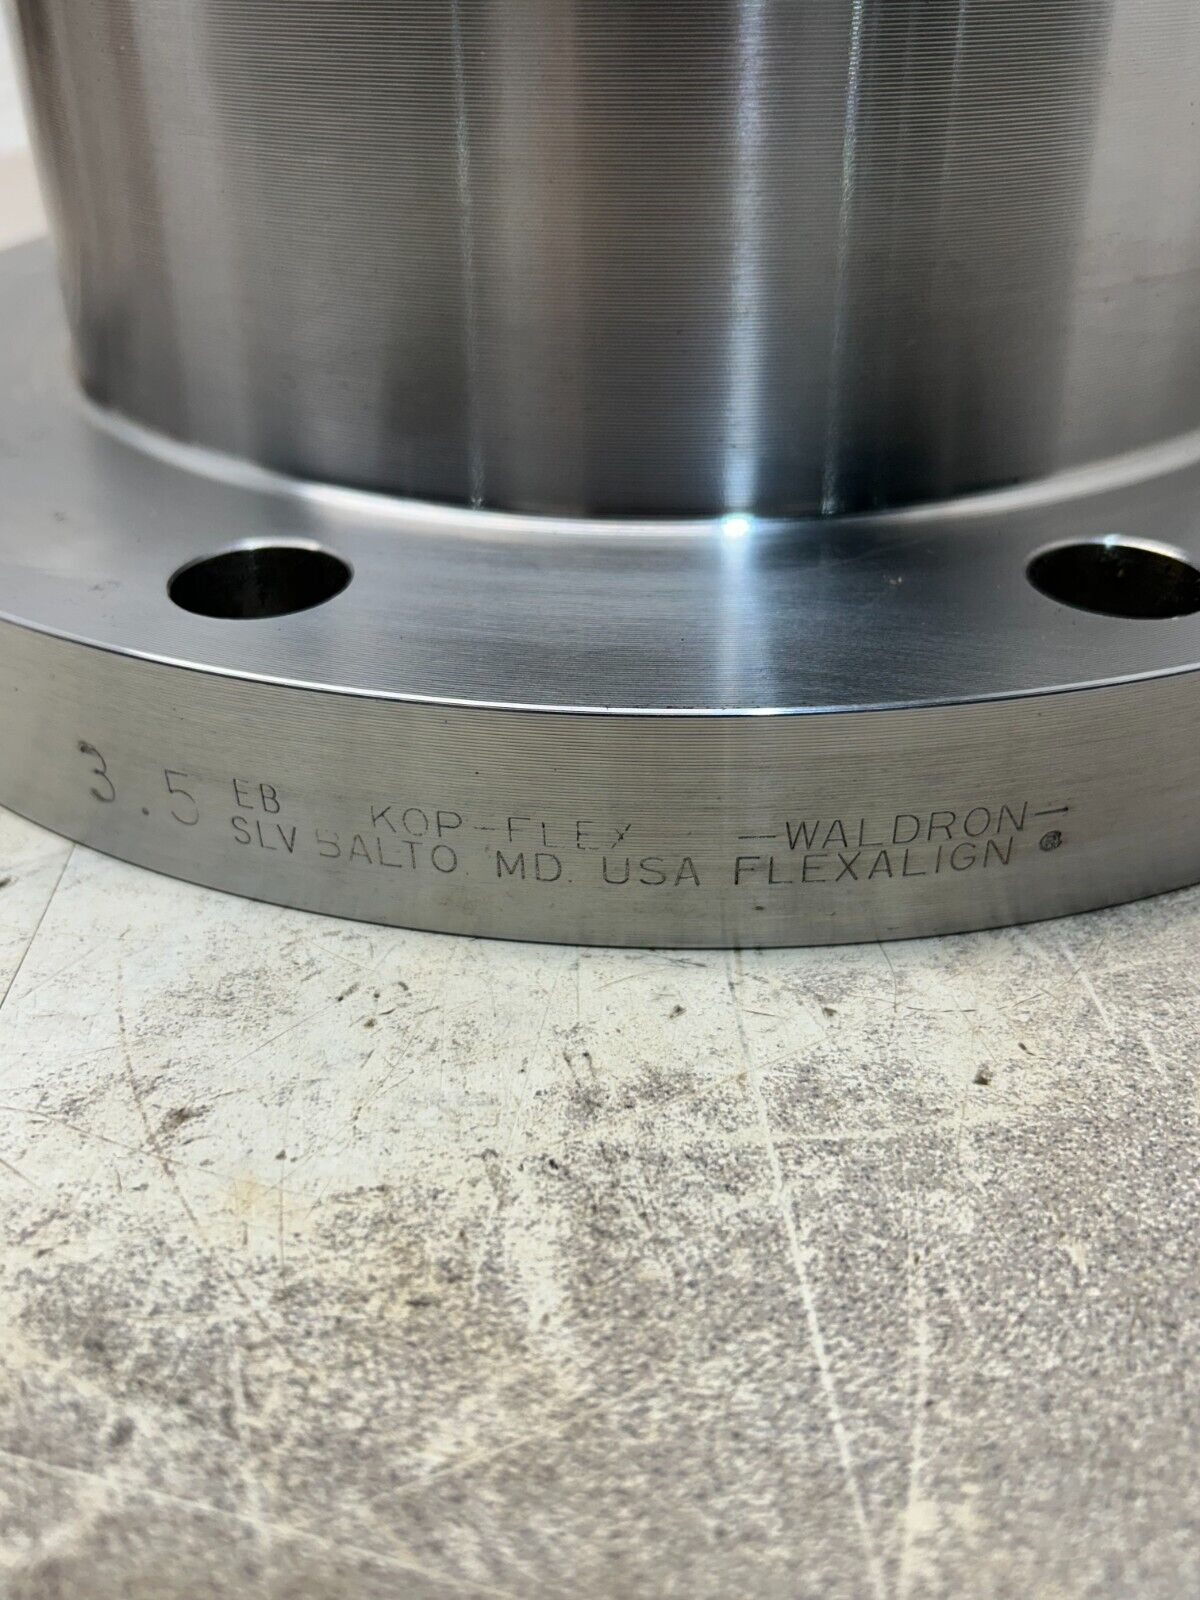 3.5 EB KOP-FLEX —WALDRON—
SLV BALTO. MD. USA FLEXALIGN ®